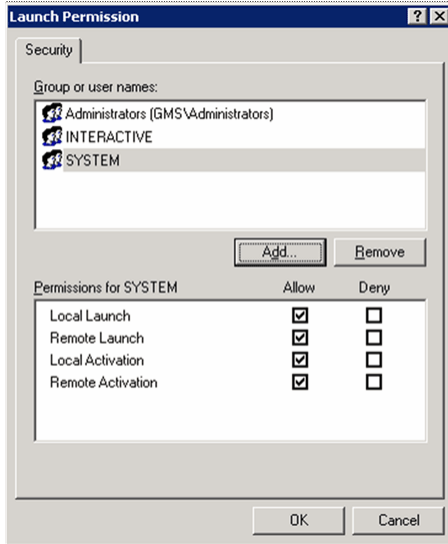 Launch Permission
Security
Group or user names:
Administrators (GMS\Administrators)
INTERACTIVE
SYSTEM
Add...
Remove
Permissions for SYSTEM Allow Deny
Local Launch
Remote Launch
Local Activation
Remote Activation
OK
Cancel